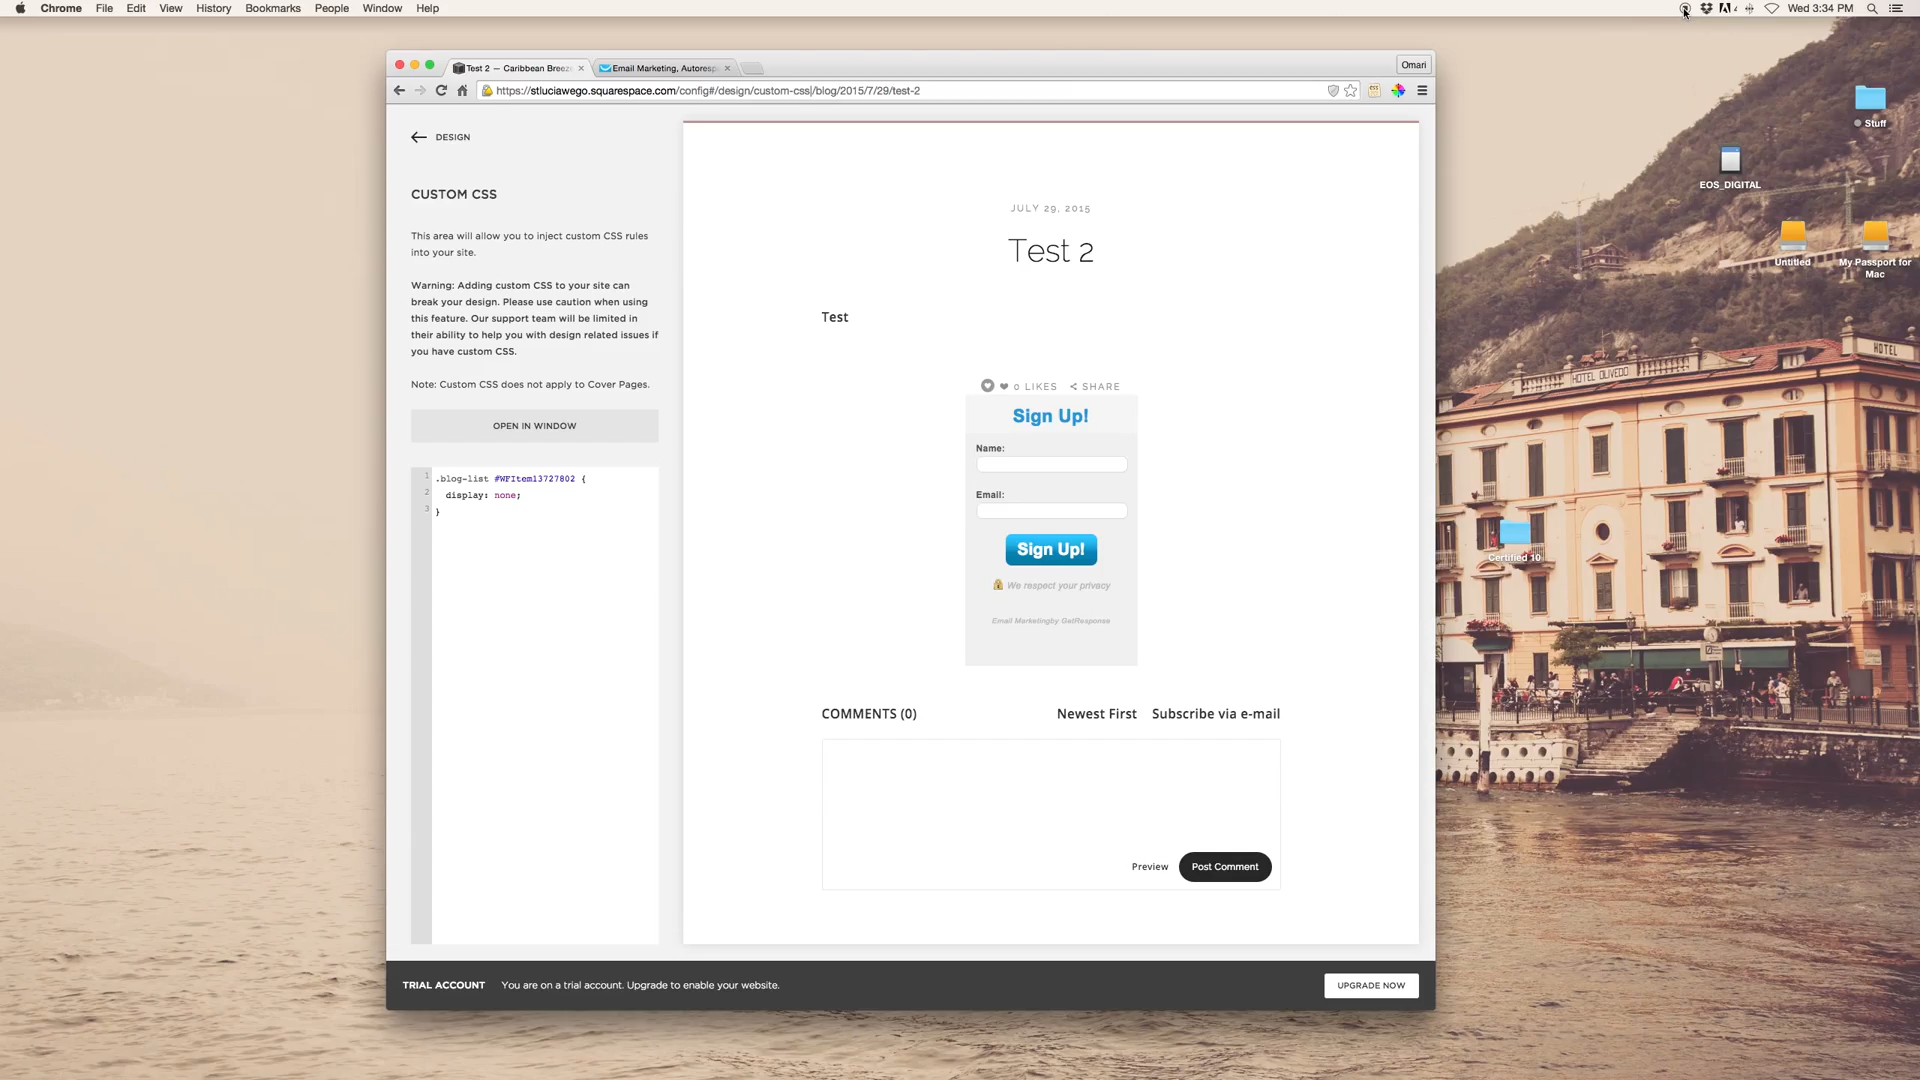 Chrome File Edit View History Bookmarks People Window Help
Wed 3:34 PM
Test 2 — Caribbean Breeze
Email Marketing, Autoresp
Omari
https://stluciawego.squarespace.com/config#/design/custom-css|/blog/2015/7/29/test-2
DESIGN
CUSTOM CSS
This area will allow you to inject custom CSS rules
into your site.
Warning: Adding custom CSS to your site can
break your design. Please use caution when using
this feature. Our support team will be limited in
their ability to help you with design related issues if
you have custom CSS.
Note: Custom CSS does not apply to Cover Pages.
OPEN IN WINDOW
1 .blog-list #WFItem13727802 {
2 display: none;
3 }
JULY 29, 2015
Test 2
Test
0 LIKES SHARE
Sign Up!
Name:
Email:
Sign Up!
We respect your privacy
Email Marketingby GetResponse
COMMENTS (0) Newest First Subscribe via e-mail
Preview Post Comment
TRIAL ACCOUNT You are on a trial account. Upgrade to enable your website.
UPGRADE NOW
Stuff
EOS_DIGITAL
Untitled
My Passport for
Mac
Certified 10
HOTEL
HOTEL OLIVEDO